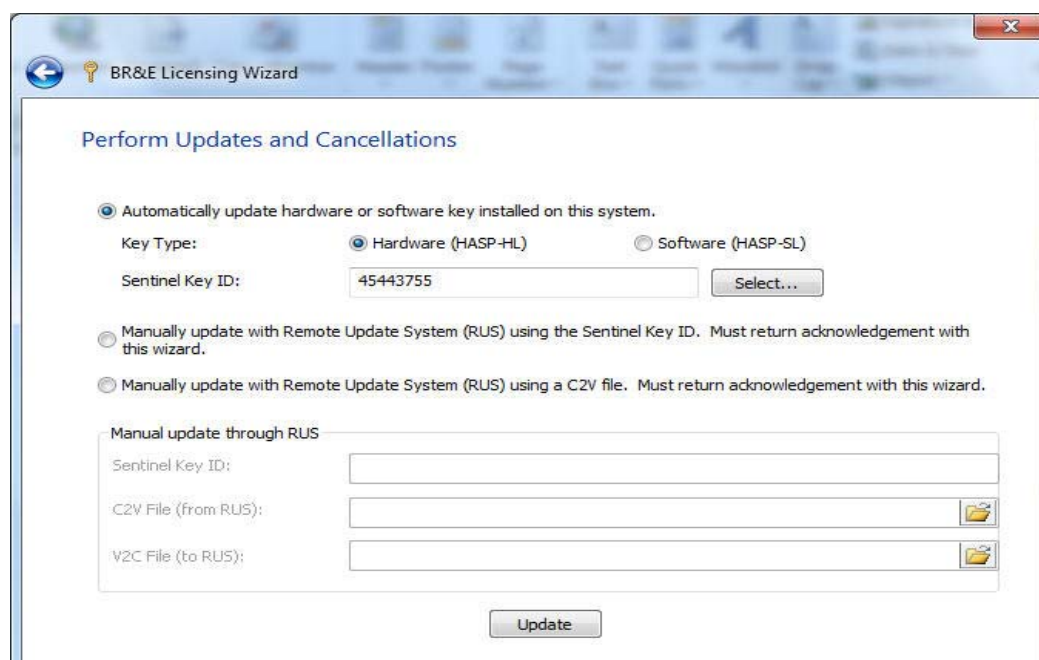 BR&E Licensing Wizard
Perform Updates and Cancellations
Automatically update hardware or software key installed on this system.
Key Type: Hardware (HASP-HL) Software (HASP-SL)
Sentinel Key ID: 45443755 Select...
Manually update with Remote Update System (RUS) using the Sentinel Key ID. Must return acknowledgement with
this wizard.
Manually update with Remote Update System (RUS) using a C2V file. Must return acknowledgement with this wizard.
Manual update through RUS
Sentinel Key ID:
C2V File (from RUS):
V2C File (to RUS):
Update